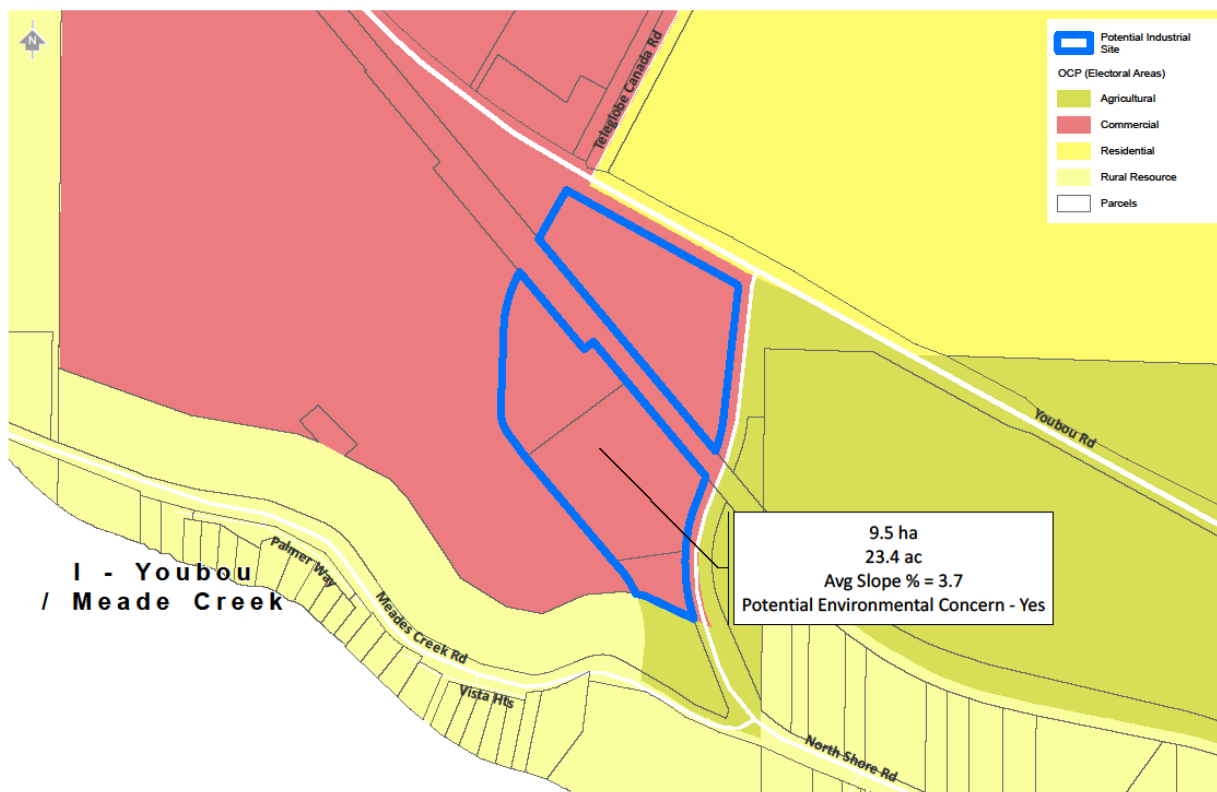 N
Teleglobe Canada Rd
Potential Industrial
Site
OCP (Electoral Areas)
Agricultural
Commercial
Residential
Rural Resource
Parcels
Youbou Rd
9.5 ha
23.4 ac
Avg Slope % = 3.7
Potential Environmental Concern - Yes
I - Youbou
/ Meade Creek
Palmer Way
Meades Creek Rd
Vista Hts
North Shore Rd